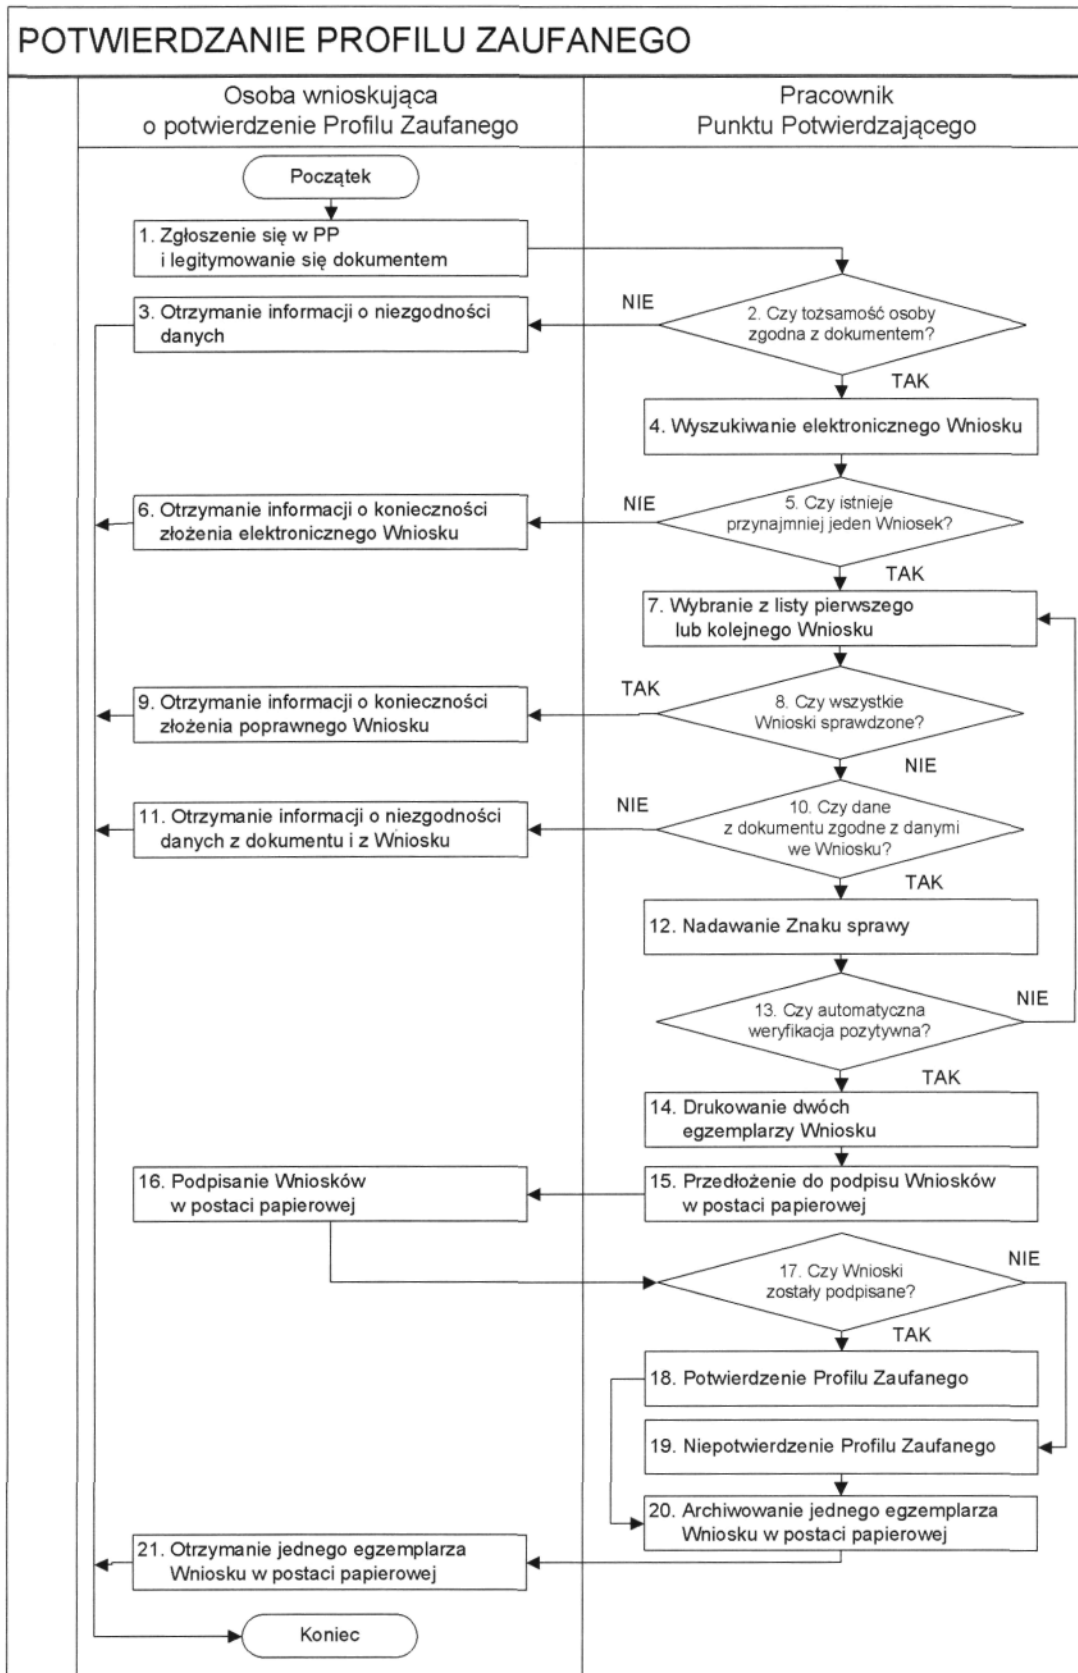 POTWIERDZANIE PROFILU ZAUFANEGO
Osoba wnioskująca
o potwierdzenie Profilu Zaufanego
Pracownik
Punktu Potwierdzającego
Początek
1. Zgłoszenie się w PP
i legitymowanie się dokumentem
2. Czy tożsamość osoby
zgodna z dokumentem?
NIE
3. Otrzymanie informacji o niezgodności
danych
TAK
4. Wyszukiwanie elektronicznego Wniosku
5. Czy istnieje
przynajmniej jeden Wniosek?
NIE
6. Otrzymanie informacji o konieczności
złożenia elektronicznego Wniosku
TAK
7. Wybranie z listy pierwszego
lub kolejnego Wniosku
8. Czy wszystkie
Wnioski sprawdzone?
TAK
9. Otrzymanie informacji o konieczności
złożenia poprawnego Wniosku
NIE
10. Czy dane
z dokumentu zgodne z danymi
we Wniosku?
NIE
11. Otrzymanie informacji o niezgodności
danych z dokumentu i z Wniosku
TAK
12. Nadawanie Znaku sprawy
13. Czy automatyczna
weryfikacja pozytywna?
NIE
TAK
14. Drukowanie dwóch
egzemplarzy Wniosku
15. Przedłożenie do podpisu Wniosków
w postaci papierowej
16. Podpisanie Wniosków
w postaci papierowej
17. Czy Wnioski
zostały podpisane?
NIE
TAK
18. Potwierdzenie Profilu Zaufanego
19. Niepotwierdzenie Profilu Zaufanego
20. Archiwowanie jednego egzemplarza
Wniosku w postaci papierowej
21. Otrzymanie jednego egzemplarza
Wniosku w postaci papierowej
Koniec